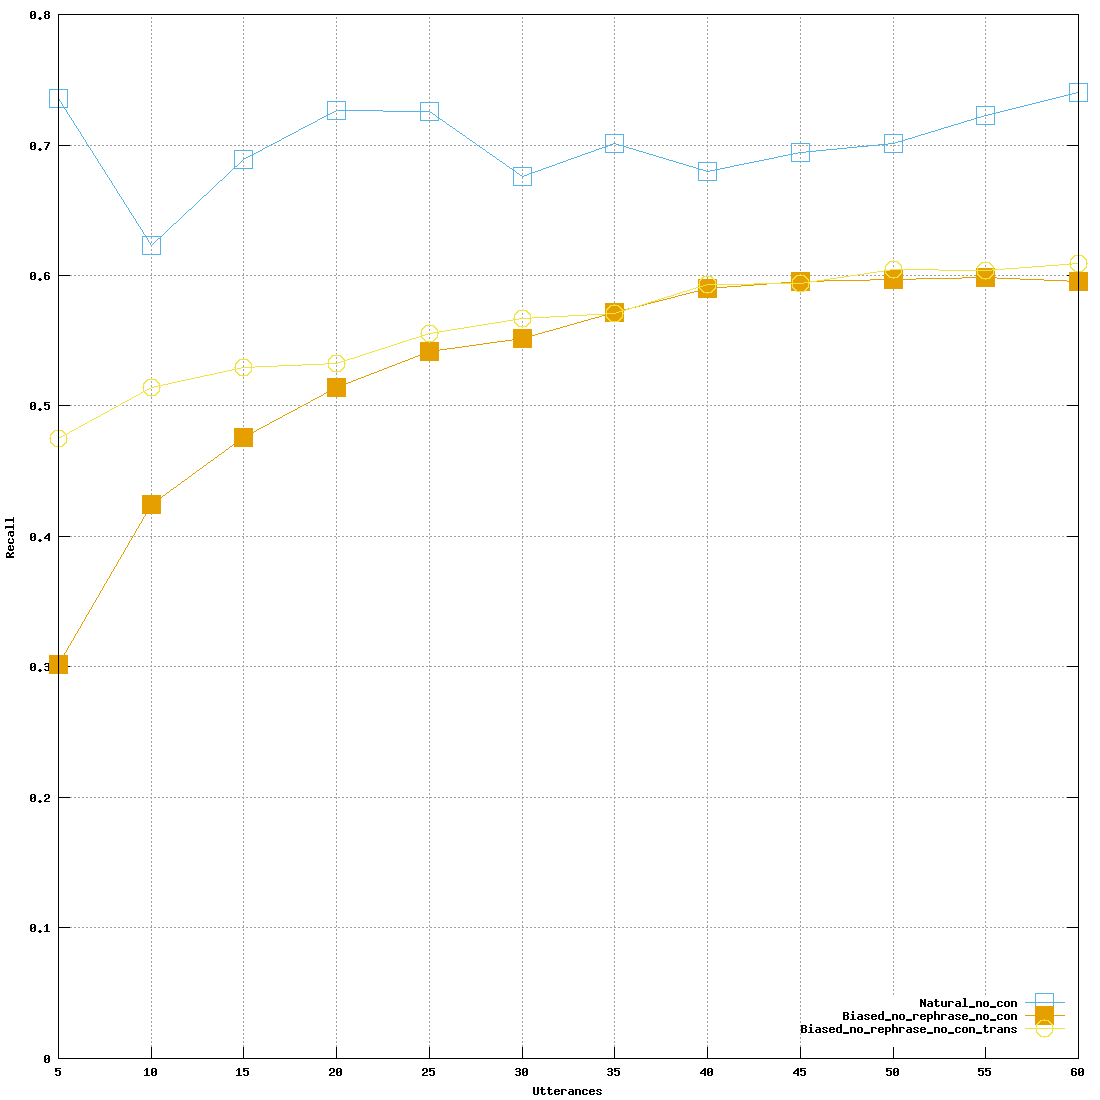 0.8
0.7
0.6
0.5
0.4
0.3
0.2
0.1
0
Recall
5 10 15 20 25 30 35 40 45 50 55 60
Utterances
Natural_no_con
Biased_no_rephrase_no_con
Biased_no_rephrase_no_con_trans